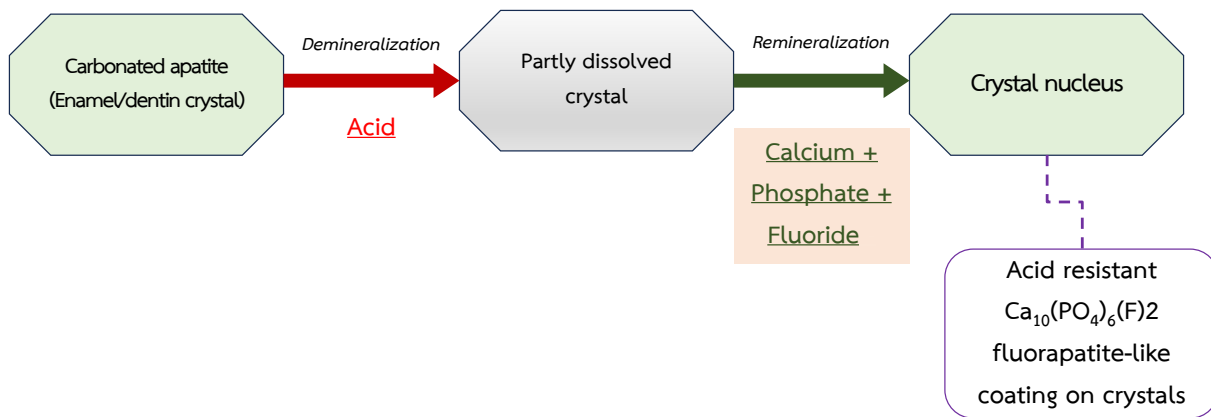 Carbonated apatite
(Enamel/dentin crystal)
Demineralization
Acid
Partly dissolved
crystal
Remineralization
Calcium +
Phosphate +
Fluoride
Crystal nucleus
Acid resistant
Ca₁₀(PO₄)₆(F)2
fluorapatite-like
coating on crystals